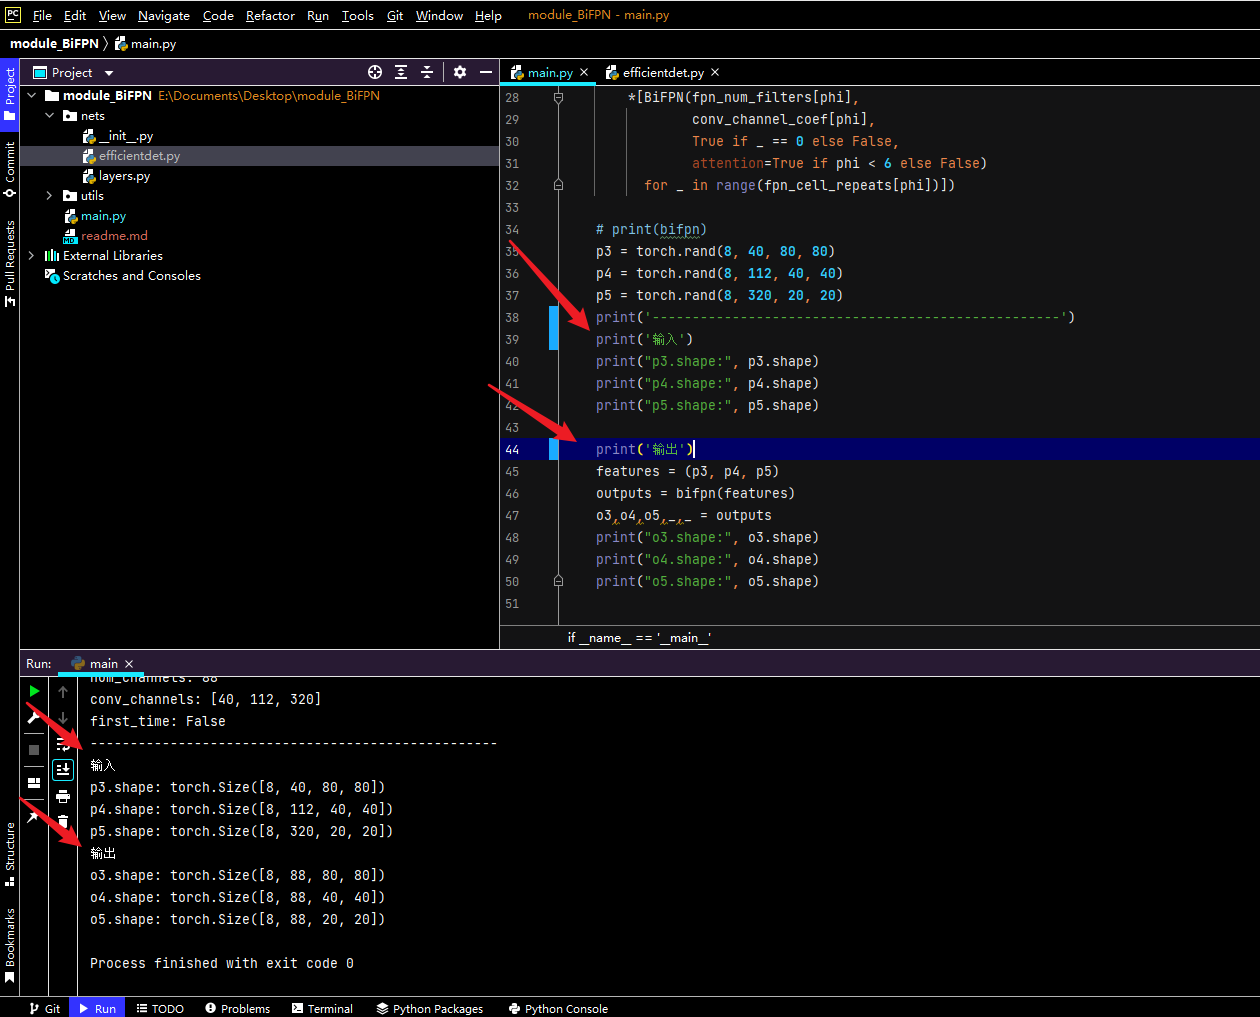 PC File Edit View Navigate Code Refactor Run Tools Git Window Help module_BiFPN - main.py
module_BiFPN main.py
Project
main.py
efficientdet.py
module_BiFPN E:\Documents\Desktop\module_BiFPN
nets
__init__.py
efficientdet.py
layers.py
utils
main.py
MD readme.md
External Libraries
Scratches and Consoles
Project
Commit
Pull Requests
28 *[BiFPN(fpn_num_filters[phi],
29 conv_channel_coef[phi],
30 True if _ == 0 else False,
31 attention=True if phi < 6 else False)
32 for _ in range(fpn_cell_repeats[phi])])
33
34 # print(bifpn)
35 p3 = torch.rand(8, 40, 80, 80)
36 p4 = torch.rand(8, 112, 40, 40)
37 p5 = torch.rand(8, 320, 20, 20)
38 print('---------------------------------------------------')
39 print('输入')
40 print("p3.shape:", p3.shape)
41 print("p4.shape:", p4.shape)
42 print("p5.shape:", p5.shape)
43
44 print('输出')
45 features = (p3, p4, p5)
46 outputs = bifpn(features)
47 o3,o4,o5,_,_ = outputs
48 print("o3.shape:", o3.shape)
49 print("o4.shape:", o4.shape)
50 print("o5.shape:", o5.shape)
51
if __name__ == '__main__'
Run: main
num_channels: 88
conv_channels: [40, 112, 320]
first_time: False
---------------------------------------------------
输入
p3.shape: torch.Size([8, 40, 80, 80])
p4.shape: torch.Size([8, 112, 40, 40])
p5.shape: torch.Size([8, 320, 20, 20])
输出
o3.shape: torch.Size([8, 88, 80, 80])
o4.shape: torch.Size([8, 88, 40, 40])
o5.shape: torch.Size([8, 88, 20, 20])
Process finished with exit code 0
Structure
Bookmarks
Git Run TODO Problems Terminal Python Packages Python Console